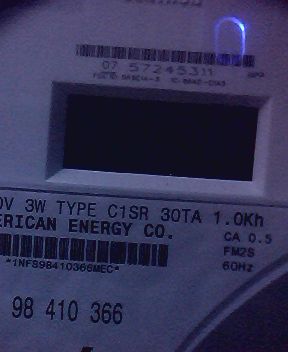 07 57245311
0V 3W TYPE C1SR 30TA 1.0Kh
ERICAN ENERGY CO.
CA 0.5
FM2S
60Hz
*1NFS98410366MEC*
98 410 366